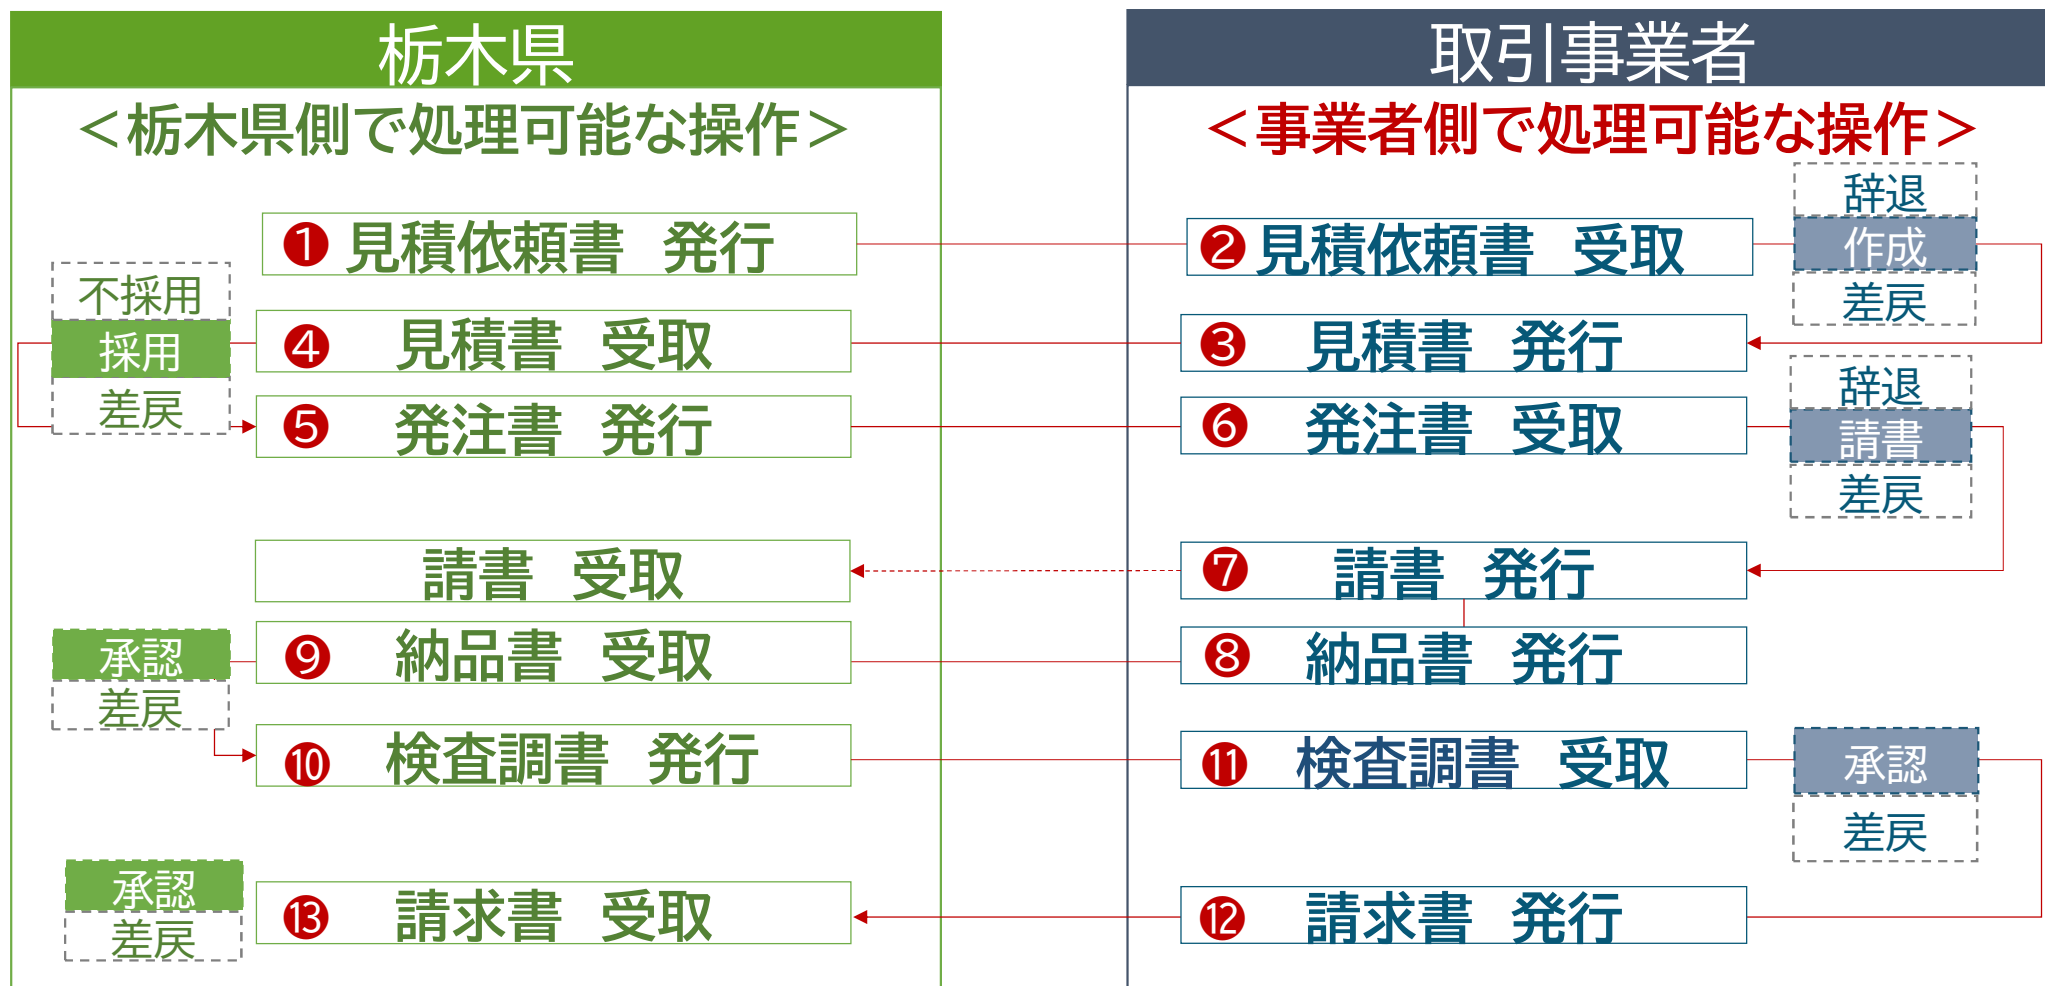 栃木県
＜栃木県側で処理可能な操作＞
❶ 見積依頼書　発行
不採用
採用
差戻
❹ 見積書　受取
❺ 発注書　発行
請書　受取
承認
差戻
❾ 納品書　受取
❿ 検査調書　発行
承認
差戻
⓭ 請求書　受取
取引事業者
＜事業者側で処理可能な操作＞
❷ 見積依頼書　受取
辞退
作成
差戻
❸ 見積書　発行
❻ 発注書　受取
辞退
請書
差戻
❼ 請書　発行
❽ 納品書　発行
⓫ 検査調書　受取
承認
差戻
⓬ 請求書　発行